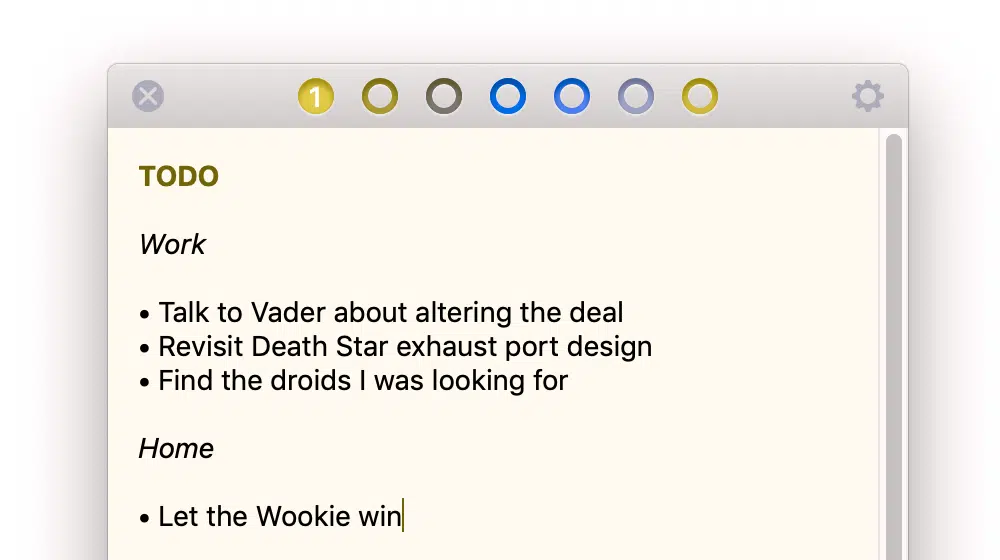 1
TODO
Work
• Talk to Vader about altering the deal
• Revisit Death Star exhaust port design
• Find the droids I was looking for
Home
• Let the Wookie win